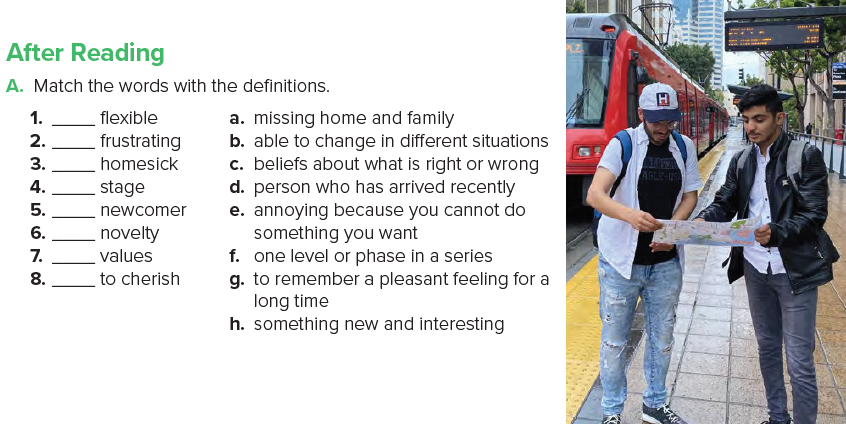 After Reading
A. Match the words with the definitions.
1. _____ flexible
2. _____ frustrating
3. _____ homesick
4. _____ stage
5. _____ newcomer
6. _____ novelty
7. _____ values
8. _____ to cherish
a. missing home and family
b. able to change in different situations
c. beliefs about what is right or wrong
d. person who has arrived recently
e. annoying because you cannot do
something you want
f. one level or phase in a series
g. to remember a pleasant feeling for a
long time
h. something new and interesting
H